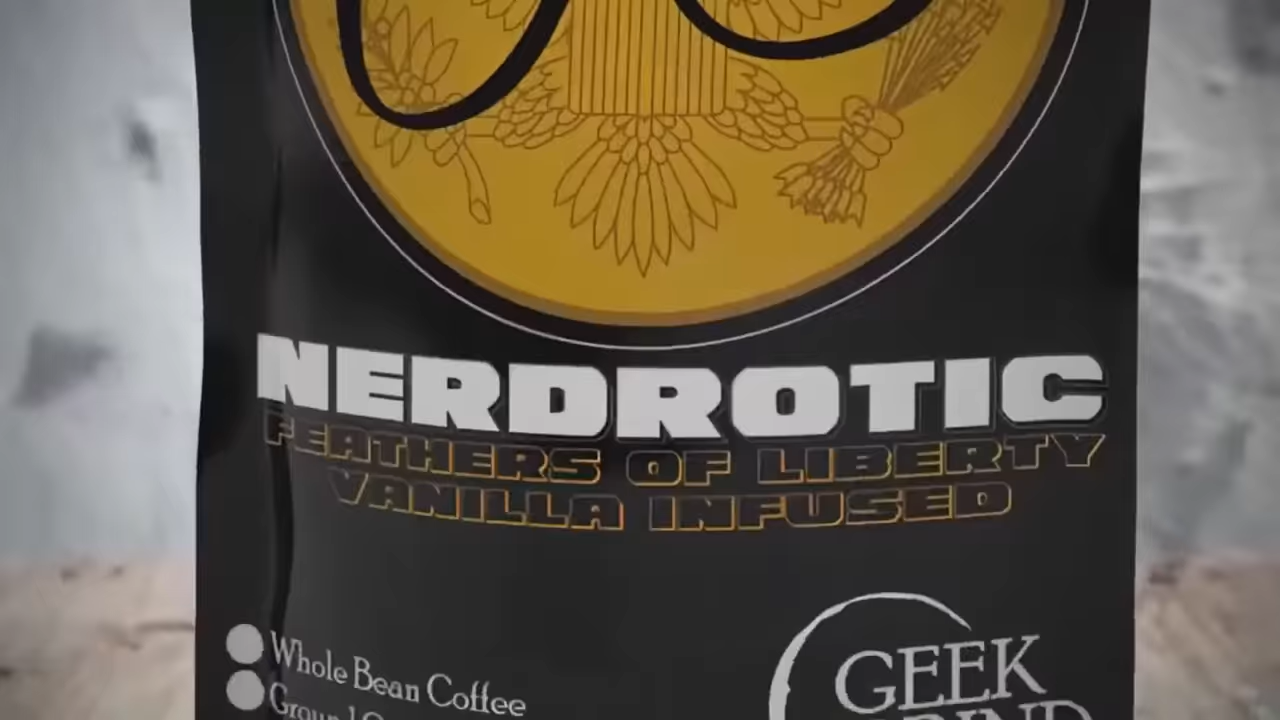 NERDROTIC
FEATHERS OF LIBERTY
VANILLA INFUSED
Whole Bean Coffee
GEEK